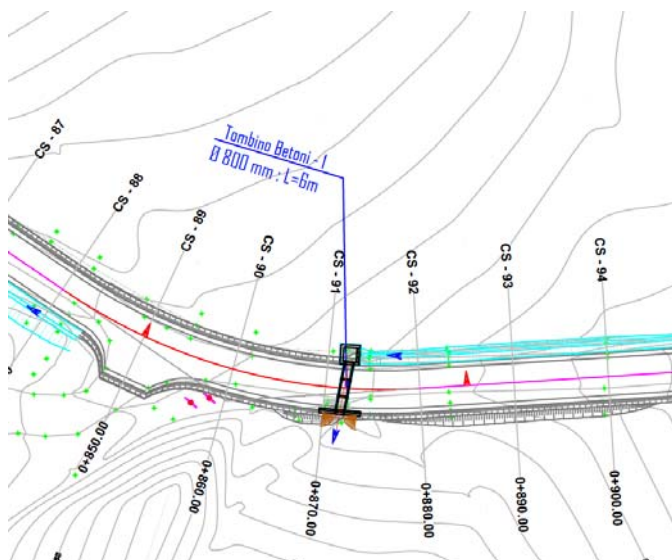 Tombino Betoni - 1
Ø 800 mm : L=6m
CS - 87
CS - 88
CS - 89
CS - 90
CS - 91
CS - 92
CS - 93
CS - 94
0+850.00
0+860.00
0+870.00
0+880.00
0+890.00
0+900.00